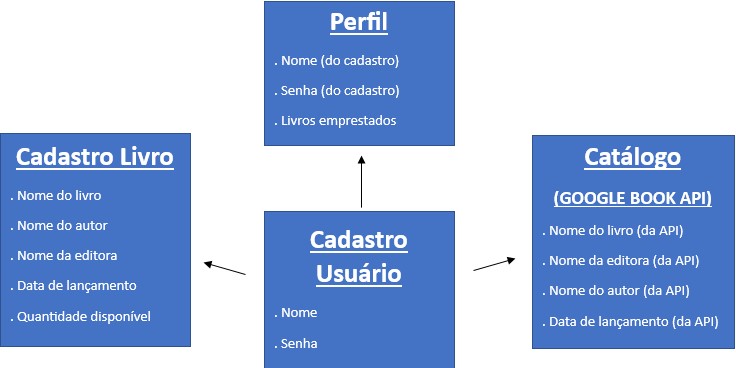 Perfil
. Nome (do cadastro)
. Senha (do cadastro)
. Livros emprestados
Cadastro Livro
. Nome do livro
. Nome do autor
. Nome da editora
. Data de lançamento
. Quantidade disponível
Cadastro
Usuário
. Nome
. Senha
Catálogo
(GOOGLE BOOK API)
. Nome do livro (da API)
. Nome da editora (da API)
. Nome do autor (da API)
. Data de lançamento (da API)